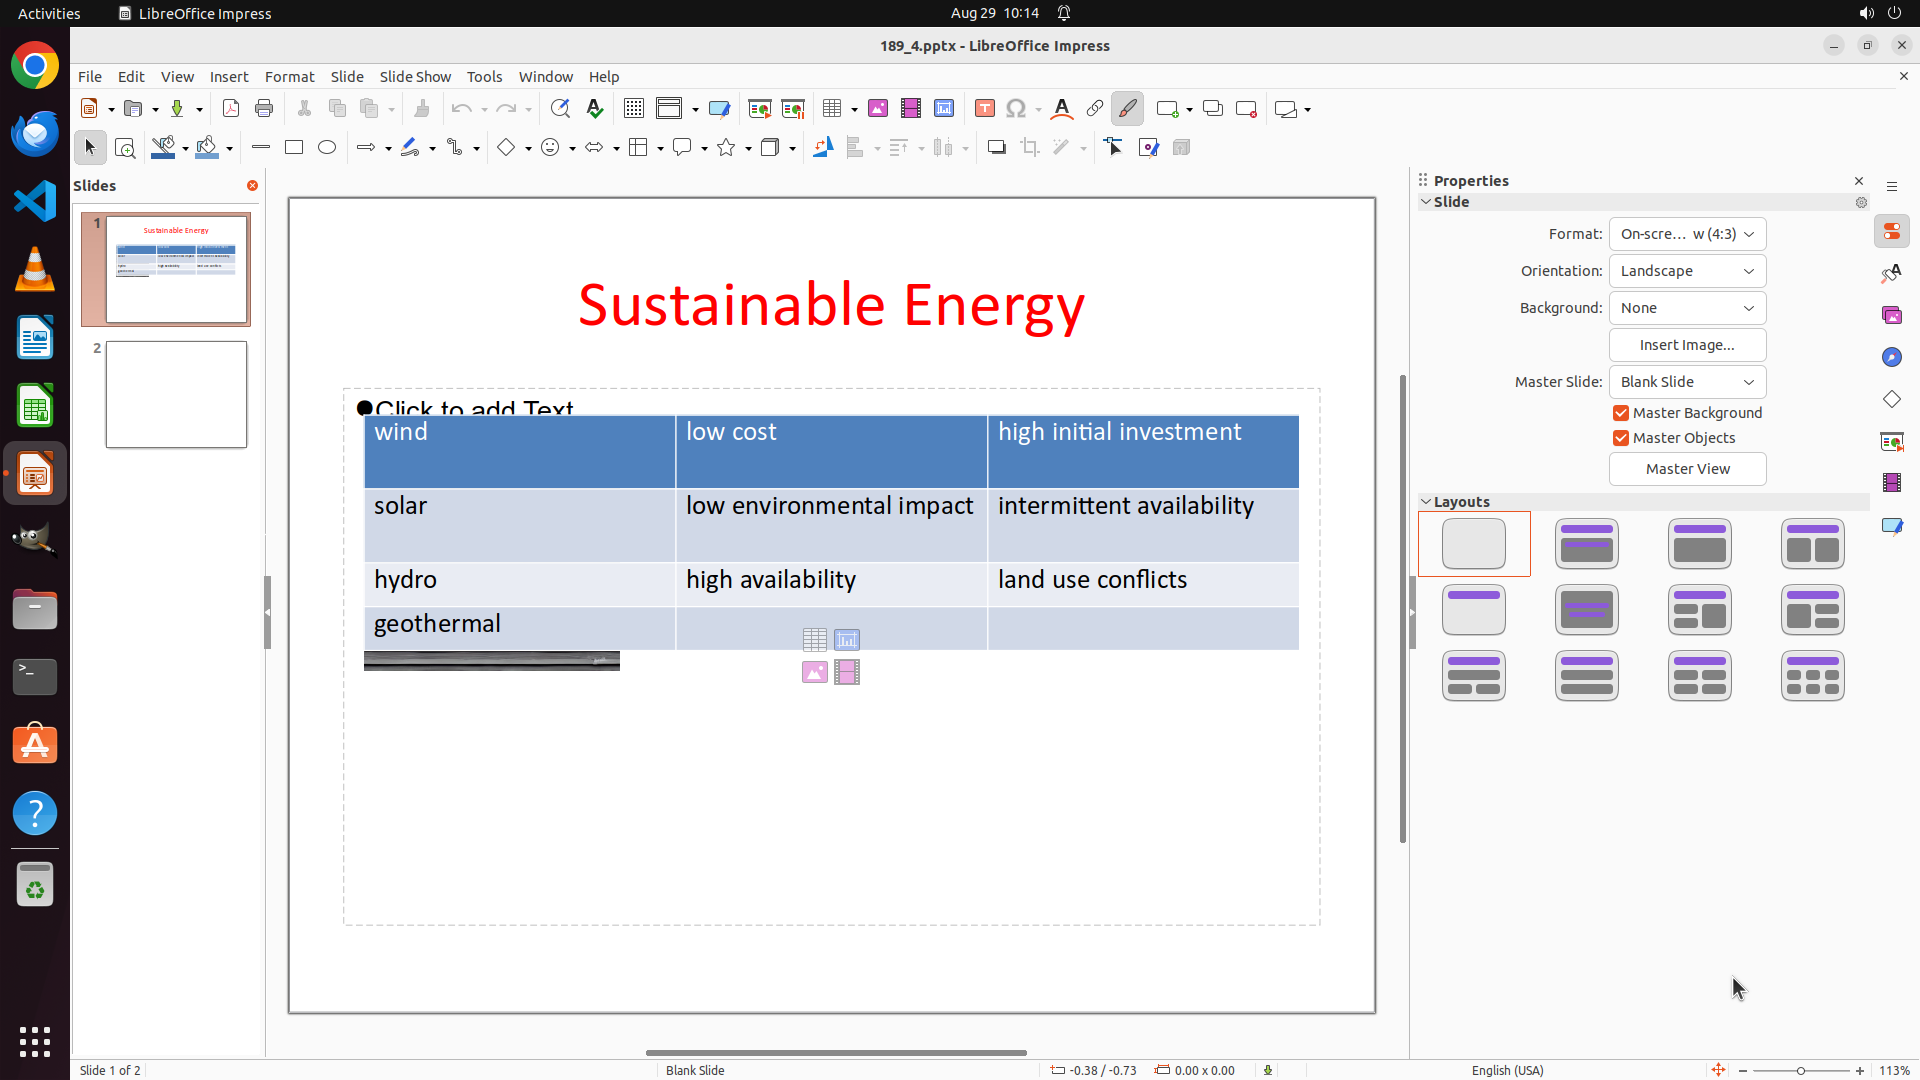 Activities
LibreOffice Impress
Aug 29 10:14
189_4.pptx - LibreOffice Impress
File Edit View Insert Format Slide Slide Show Tools Window Help
Slides
Properties
Slide
Format: On-scre... w (4:3)
Orientation: Landscape
Background: None
Insert Image...
Master Slide: Blank Slide
Master Background
Master Objects
Master View
Layouts
1
2
Sustainable Energy
Click to add Text
wind low cost high initial investment
solar low environmental impact intermittent availability
hydro high availability land use conflicts
geothermal
Slide 1 of 2
Blank Slide
-0.38 / -0.73
0.00 x 0.00
English (USA)
113%